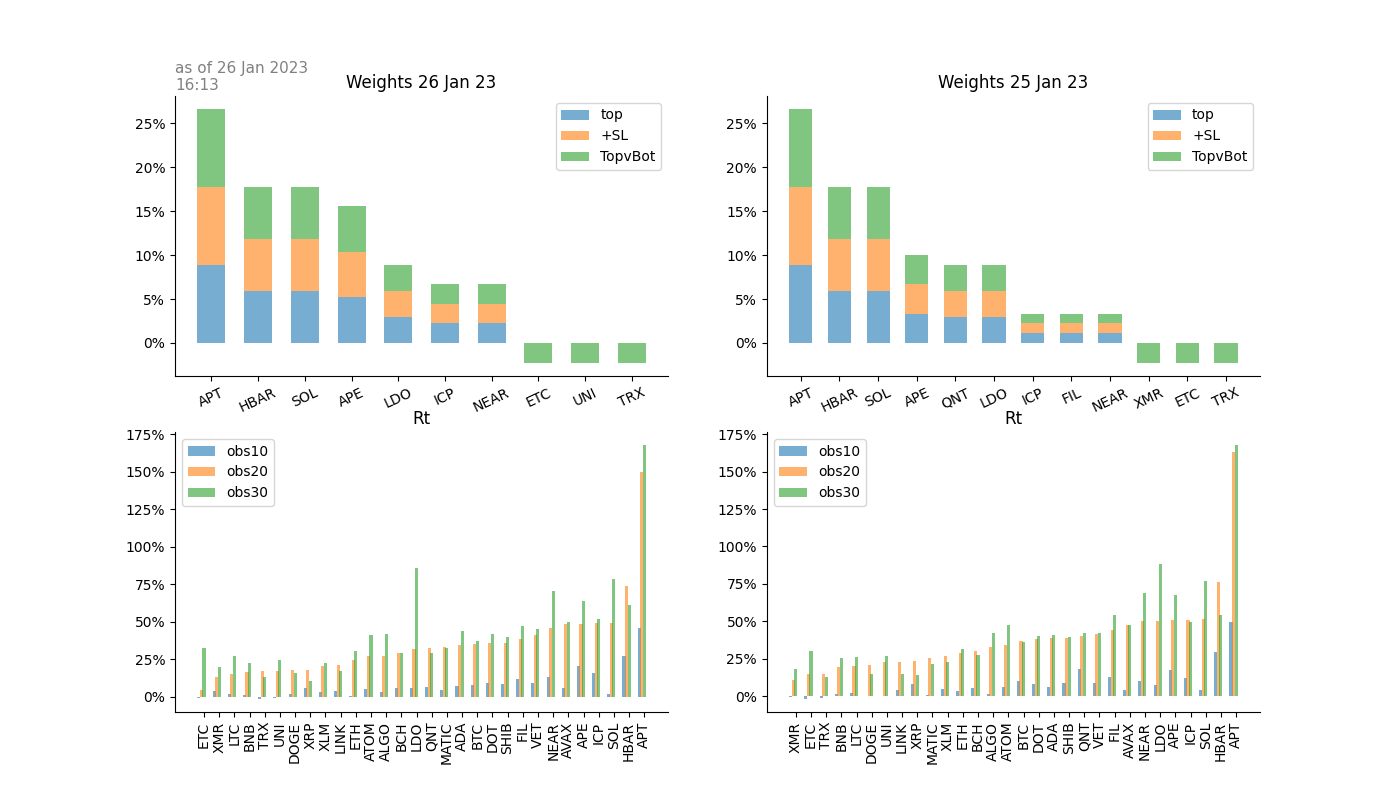 as of 26 Jan 2023
16:13
Weights 26 Jan 23
25%
20%
15%
10%
5%
0%
top
+SL
TopvBot
APT HBAR SOL APE LDO ICP NEAR ETC UNI TRX
Weights 25 Jan 23
25%
20%
15%
10%
5%
0%
top
+SL
TopvBot
APT HBAR SOL APE QNT LDO ICP FIL NEAR XMR ETC TRX
Rt
175%
150%
125%
100%
75%
50%
25%
0%
obs10
obs20
obs30
ETC XMR LTC BNB TRX UNI DOGE XRP XLM LINK ETH ATOM ALGO BCH LDO QNT MATIC ADA BTC DOT SHIB FIL VET NEAR AVAX APE ICP SOL HBAR APT
Rt
175%
150%
125%
100%
75%
50%
25%
0%
obs10
obs20
obs30
XMR ETC TRX BNB LTC DOGE UNI LINK XRP MATIC XLM ETH BCH ALGO ATOM BTC DOT ADA SHIB QNT VET FIL AVAX NEAR LDO APE ICP SOL HBAR APT